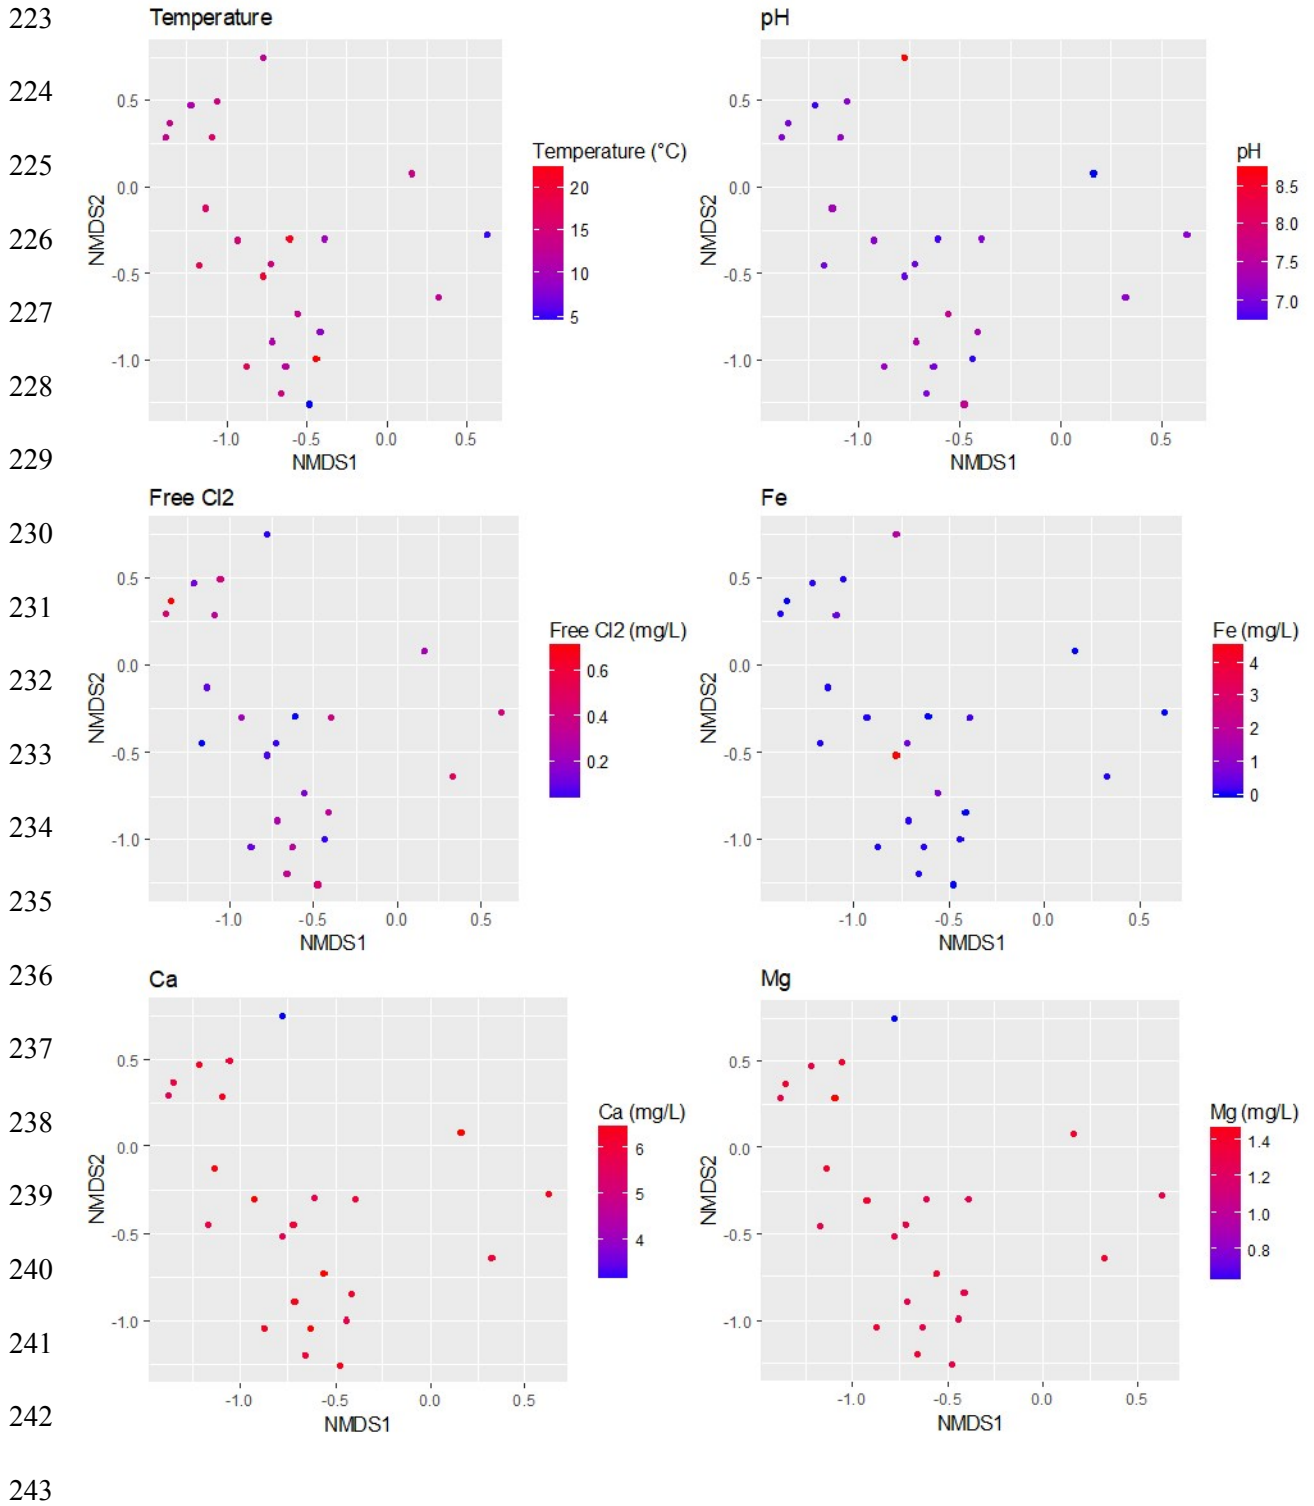 223
Temperature
pH
224
0.5
0.5
225
Temperature (°C)
pH
20
8.5
0.0
0.0
15
8.0
226
NMDS2
NMDS2
10
7.5
-0.5
-0.5
5
7.0
227
-1.0
-1.0
228
-1.0 -0.5 0.0 0.5
-1.0 -0.5 0.0 0.5
229
NMDS1
NMDS1
Free Cl2
Fe
230
0.5
0.5
231
Free Cl2 (mg/L)
Fe (mg/L)
0.6
4
0.0
0.0
232
3
0.4
2
NMDS2
NMDS2
233
0.2
1
-0.5
-0.5
0
234
-1.0
-1.0
235
-1.0 -0.5 0.0 0.5
-1.0 -0.5 0.0 0.5
NMDS1
NMDS1
236
Ca
Mg
237
0.5
0.5
238
Ca (mg/L)
Mg (mg/L)
6
1.4
0.0
0.0
1.2
239
NMDS2
NMDS2
5
1.0
-0.5
-0.5
4
0.8
240
-1.0
-1.0
241
-1.0 -0.5 0.0 0.5
-1.0 -0.5 0.0 0.5
242
NMDS1
NMDS1
243